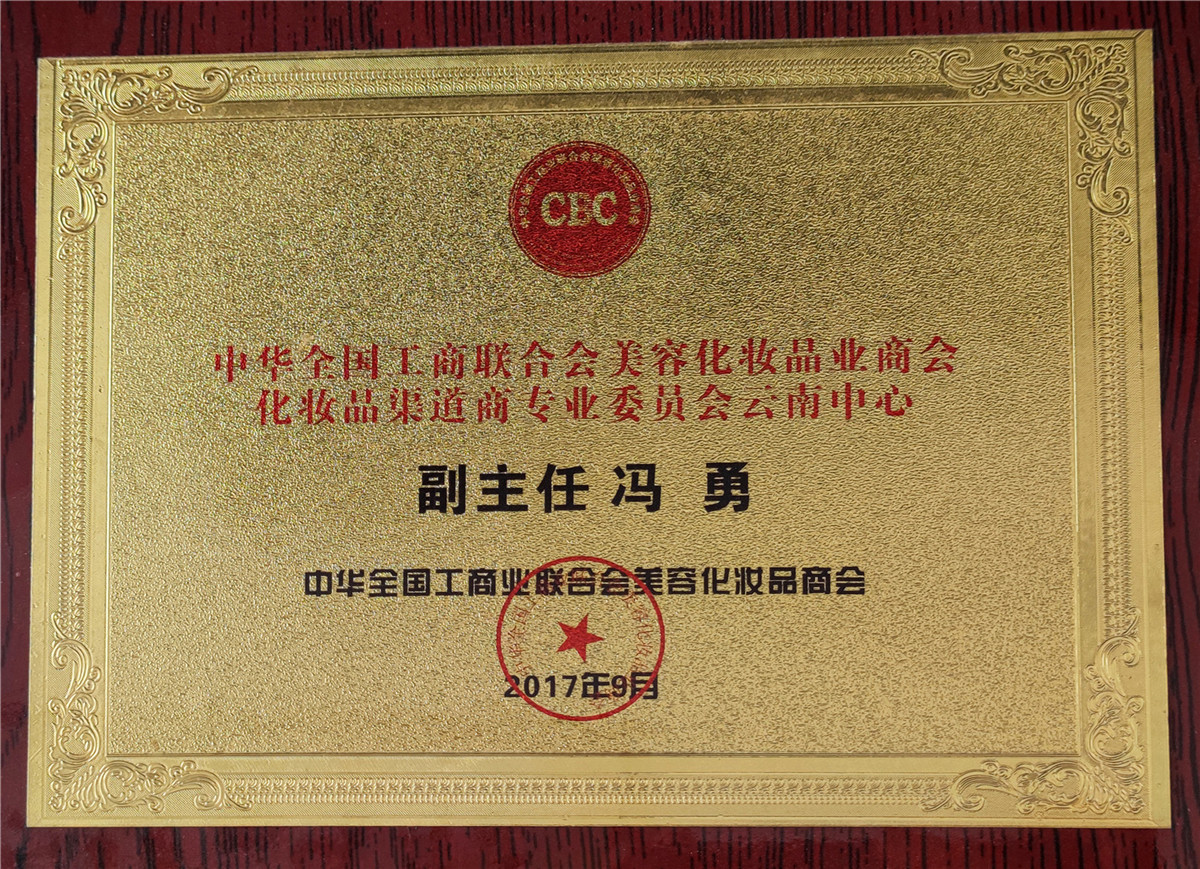 CBC
中华全国工商联合会美容化妆品业商会
化妆品渠道商专业委员会云南中心
副主任 冯 勇
中华全国工商业联合会美容化妆品商会
2017年9月